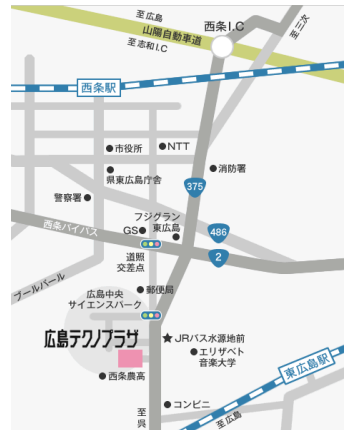 至広島
西条I.C
至三次
山陽自動車道
至志和I.C
西条駅
市役所
NTT
県東広島庁舎
消防署
375
警察署
フジグラン
東広島
西条バイパス
GS
486
2
道照
交差点
ブールバール
広島中央
サイエンスパーク
郵便局
広島テクノプラザ
JRバス水源地前
エリザベト
音楽大学
東広島駅
西条農高
コンビニ
至呉
至広島